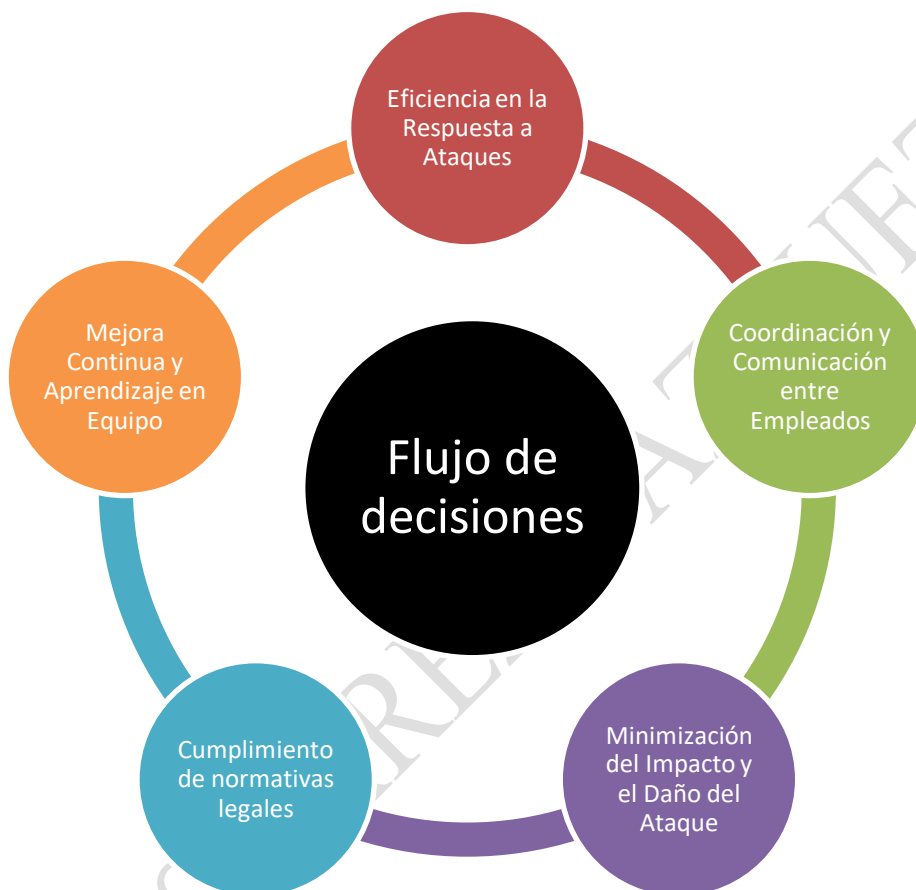 Eficiencia en la
Respuesta a
Ataques
Coordinación y
Comunicación
entre
Empleados
Minimización
del Impacto y
el Daño del
Ataque
Cumplimiento
de normativas
legales
Mejora
Continua y
Aprendizaje en
Equipo
Flujo de
decisiones